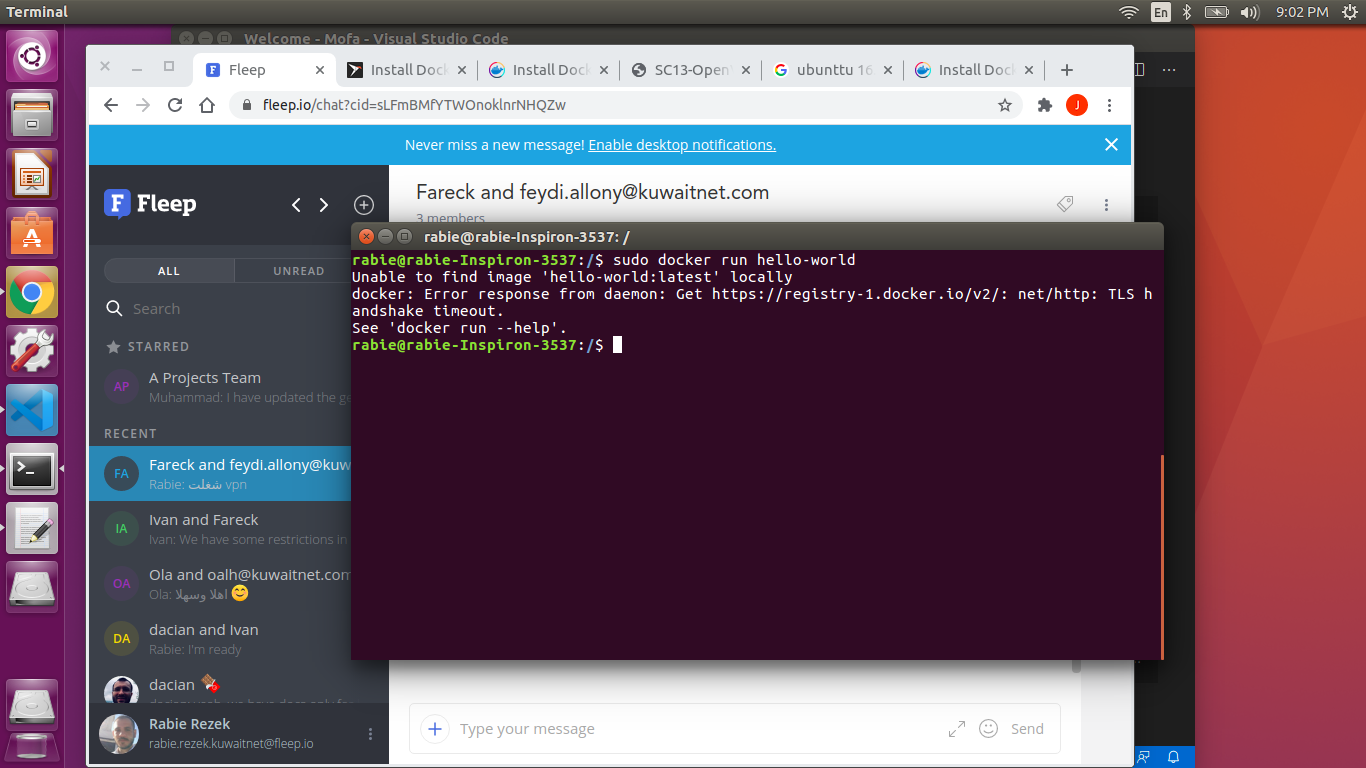 Terminal
En
9:02 PM
Welcome - Mofa - Visual Studio Code
Fleep
Install Dock
Install Dock
SC13-Open
ubunttu 16
Install Dock
fleep.io/chat?cid=sLFmBMfYTWOnoklnrNHQZw
J
Never miss a new message! Enable desktop notifications.
F Fleep
Fareck and feydi.allony@kuwaitnet.com
3 members
ALL
UNREAD
Search
STARRED
AP
A Projects Team
Muhammad: I have updated the ge
RECENT
FA
Fareck and feydi.allony@kuw
Rabie: شغلت vpn
IA
Ivan and Fareck
Ivan: We have some restrictions in
OA
Ola and oalh@kuwaitnet.com
Ola: اهلا وسهلا 😊
DA
dacian and Ivan
Rabie: I'm ready
dacian 🍫
Rabie Rezek
rabie.rezek.kuwaitnet@fleep.io
rabie@rabie-Inspiron-3537: /
rabie@rabie-Inspiron-3537:/$ sudo docker run hello-world
Unable to find image 'hello-world:latest' locally
docker: Error response from daemon: Get https://registry-1.docker.io/v2/: net/http: TLS h
andshake timeout.
See 'docker run --help'.
rabie@rabie-Inspiron-3537:/$
Type your message
Send